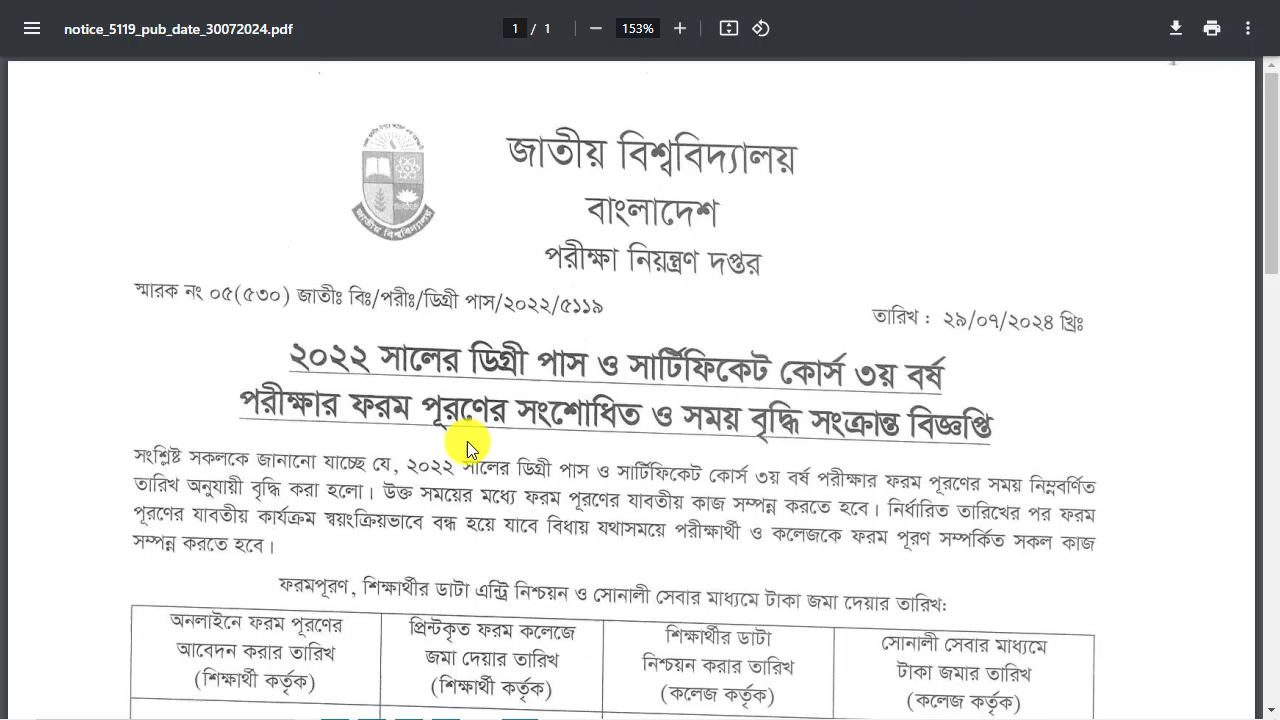 notice_5119_pub_date_30072024.pdf
1 / 1
153%
জাতীয় বিশ্ববিদ্যালয়
বাংলাদেশ
পরীক্ষা নিয়ন্ত্রণ দপ্তর
স্মারক নং ০৫(৫৩০) জাতীঃ বিঃ/পরীঃ/ডিগ্রী পাস/২০২২/৫১১৯
তারিখ : ২৯/০৭/২০২৪ খ্রিঃ
২০২২ সালের ডিগ্রী পাস ও সার্টিফিকেট কোর্স ৩য় বর্ষ
পরীক্ষার ফরম পূরণের সংশোধিত ও সময় বৃদ্ধি সংক্রান্ত বিজ্ঞপ্তি
সংশ্লিষ্ট সকলকে জানানো যাচ্ছে যে, ২০২২ সালের ডিগ্রী পাস ও সার্টিফিকেট কোর্স ৩য় বর্ষ পরীক্ষার ফরম পূরণের সময় নিম্নবর্ণিত
তারিখ অনুযায়ী বৃদ্ধি করা হলো। উক্ত সময়ের মধ্যে ফরম পূরণের যাবতীয় কাজ সম্পন্ন করতে হবে। নির্ধারিত তারিখের পর ফরম
পূরণের যাবতীয় কার্যক্রম স্বয়ংক্রিয়ভাবে বন্ধ হয়ে যাবে বিধায় যথাসময়ে পরীক্ষার্থী ও কলেজকে ফরম পূরণ সম্পর্কিত সকল কাজ
সম্পন্ন করতে হবে।
ফরমপূরণ, শিক্ষার্থীর ডাটা এন্ট্রি নিশ্চয়ন ও সোনালী সেবার মাধ্যমে টাকা জমা দেয়ার তারিখ:
অনলাইনে ফরম পূরণের
আবেদন করার তারিখ
(শিক্ষার্থী কর্তৃক)
প্রিন্টকৃত ফরম কলেজে
জমা দেয়ার তারিখ
(শিক্ষার্থী কর্তৃক)
শিক্ষার্থীর ডাটা
নিশ্চয়ন করার তারিখ
(কলেজ কর্তৃক)
সোনালী সেবার মাধ্যমে
টাকা জমার তারিখ
(কলেজ কর্তৃক)